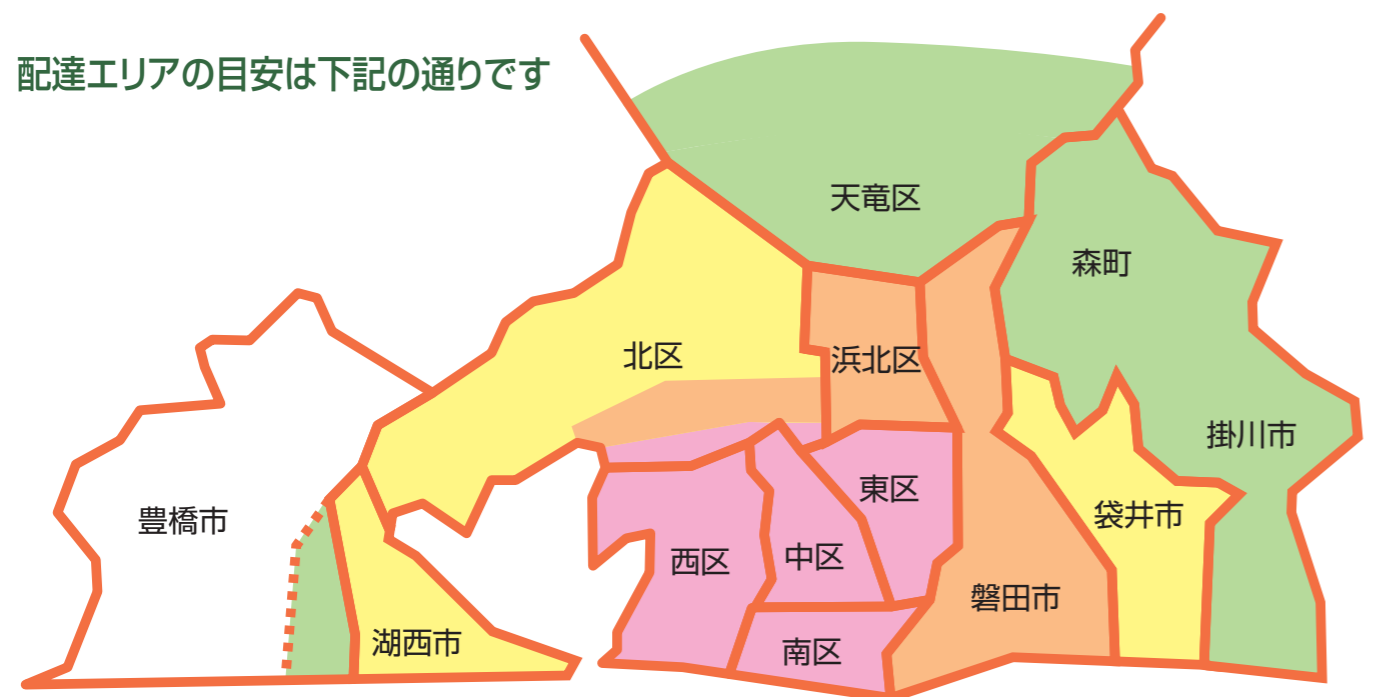 配達エリアの目安は下記の通りです
天竜区
森町
北区
浜北区
掛川市
東区
袋井市
豊橋市
西区
中区
磐田市
湖西市
南区